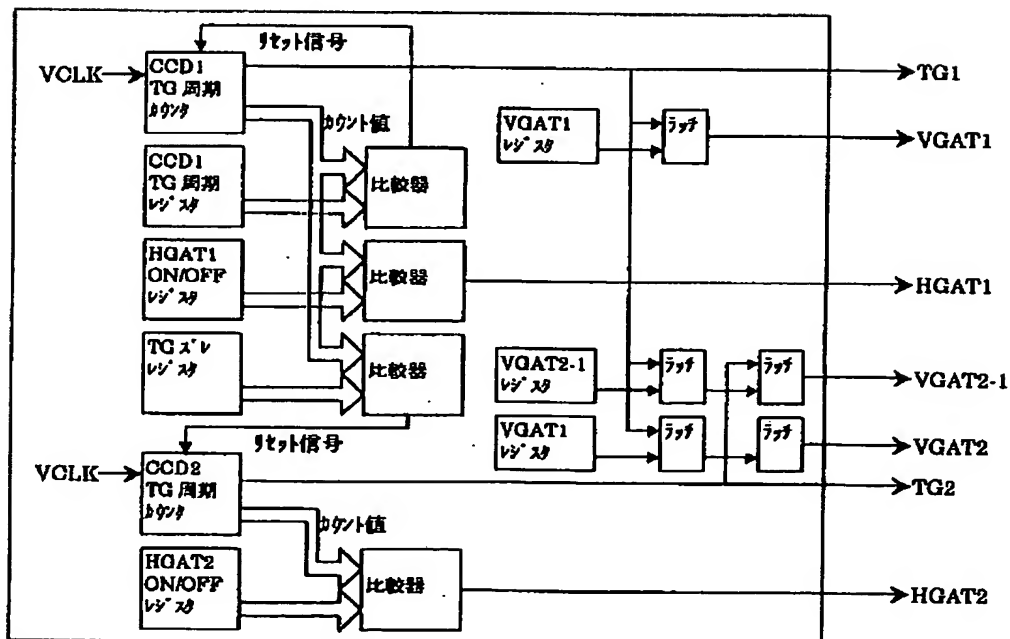 リセット信号
VCLK
CCD1
TG 周期
カウンタ
TG1
カウント値
VGAT1
レジスタ
ラッチ
VGAT1
CCD1
TG 周期
レジスタ
比較器
HGAT1
ON/OFF
レジスタ
比較器
HGAT1
TG ズレ
レジスタ
比較器
VGAT2-1
レジスタ
ラッチ
ラッチ
VGAT2-1
リセット信号
VGAT1
レジスタ
ラッチ
ラッチ
VGAT2
VCLK
CCD2
TG 周期
カウンタ
TG2
カウント値
HGAT2
ON/OFF
レジスタ
比較器
HGAT2